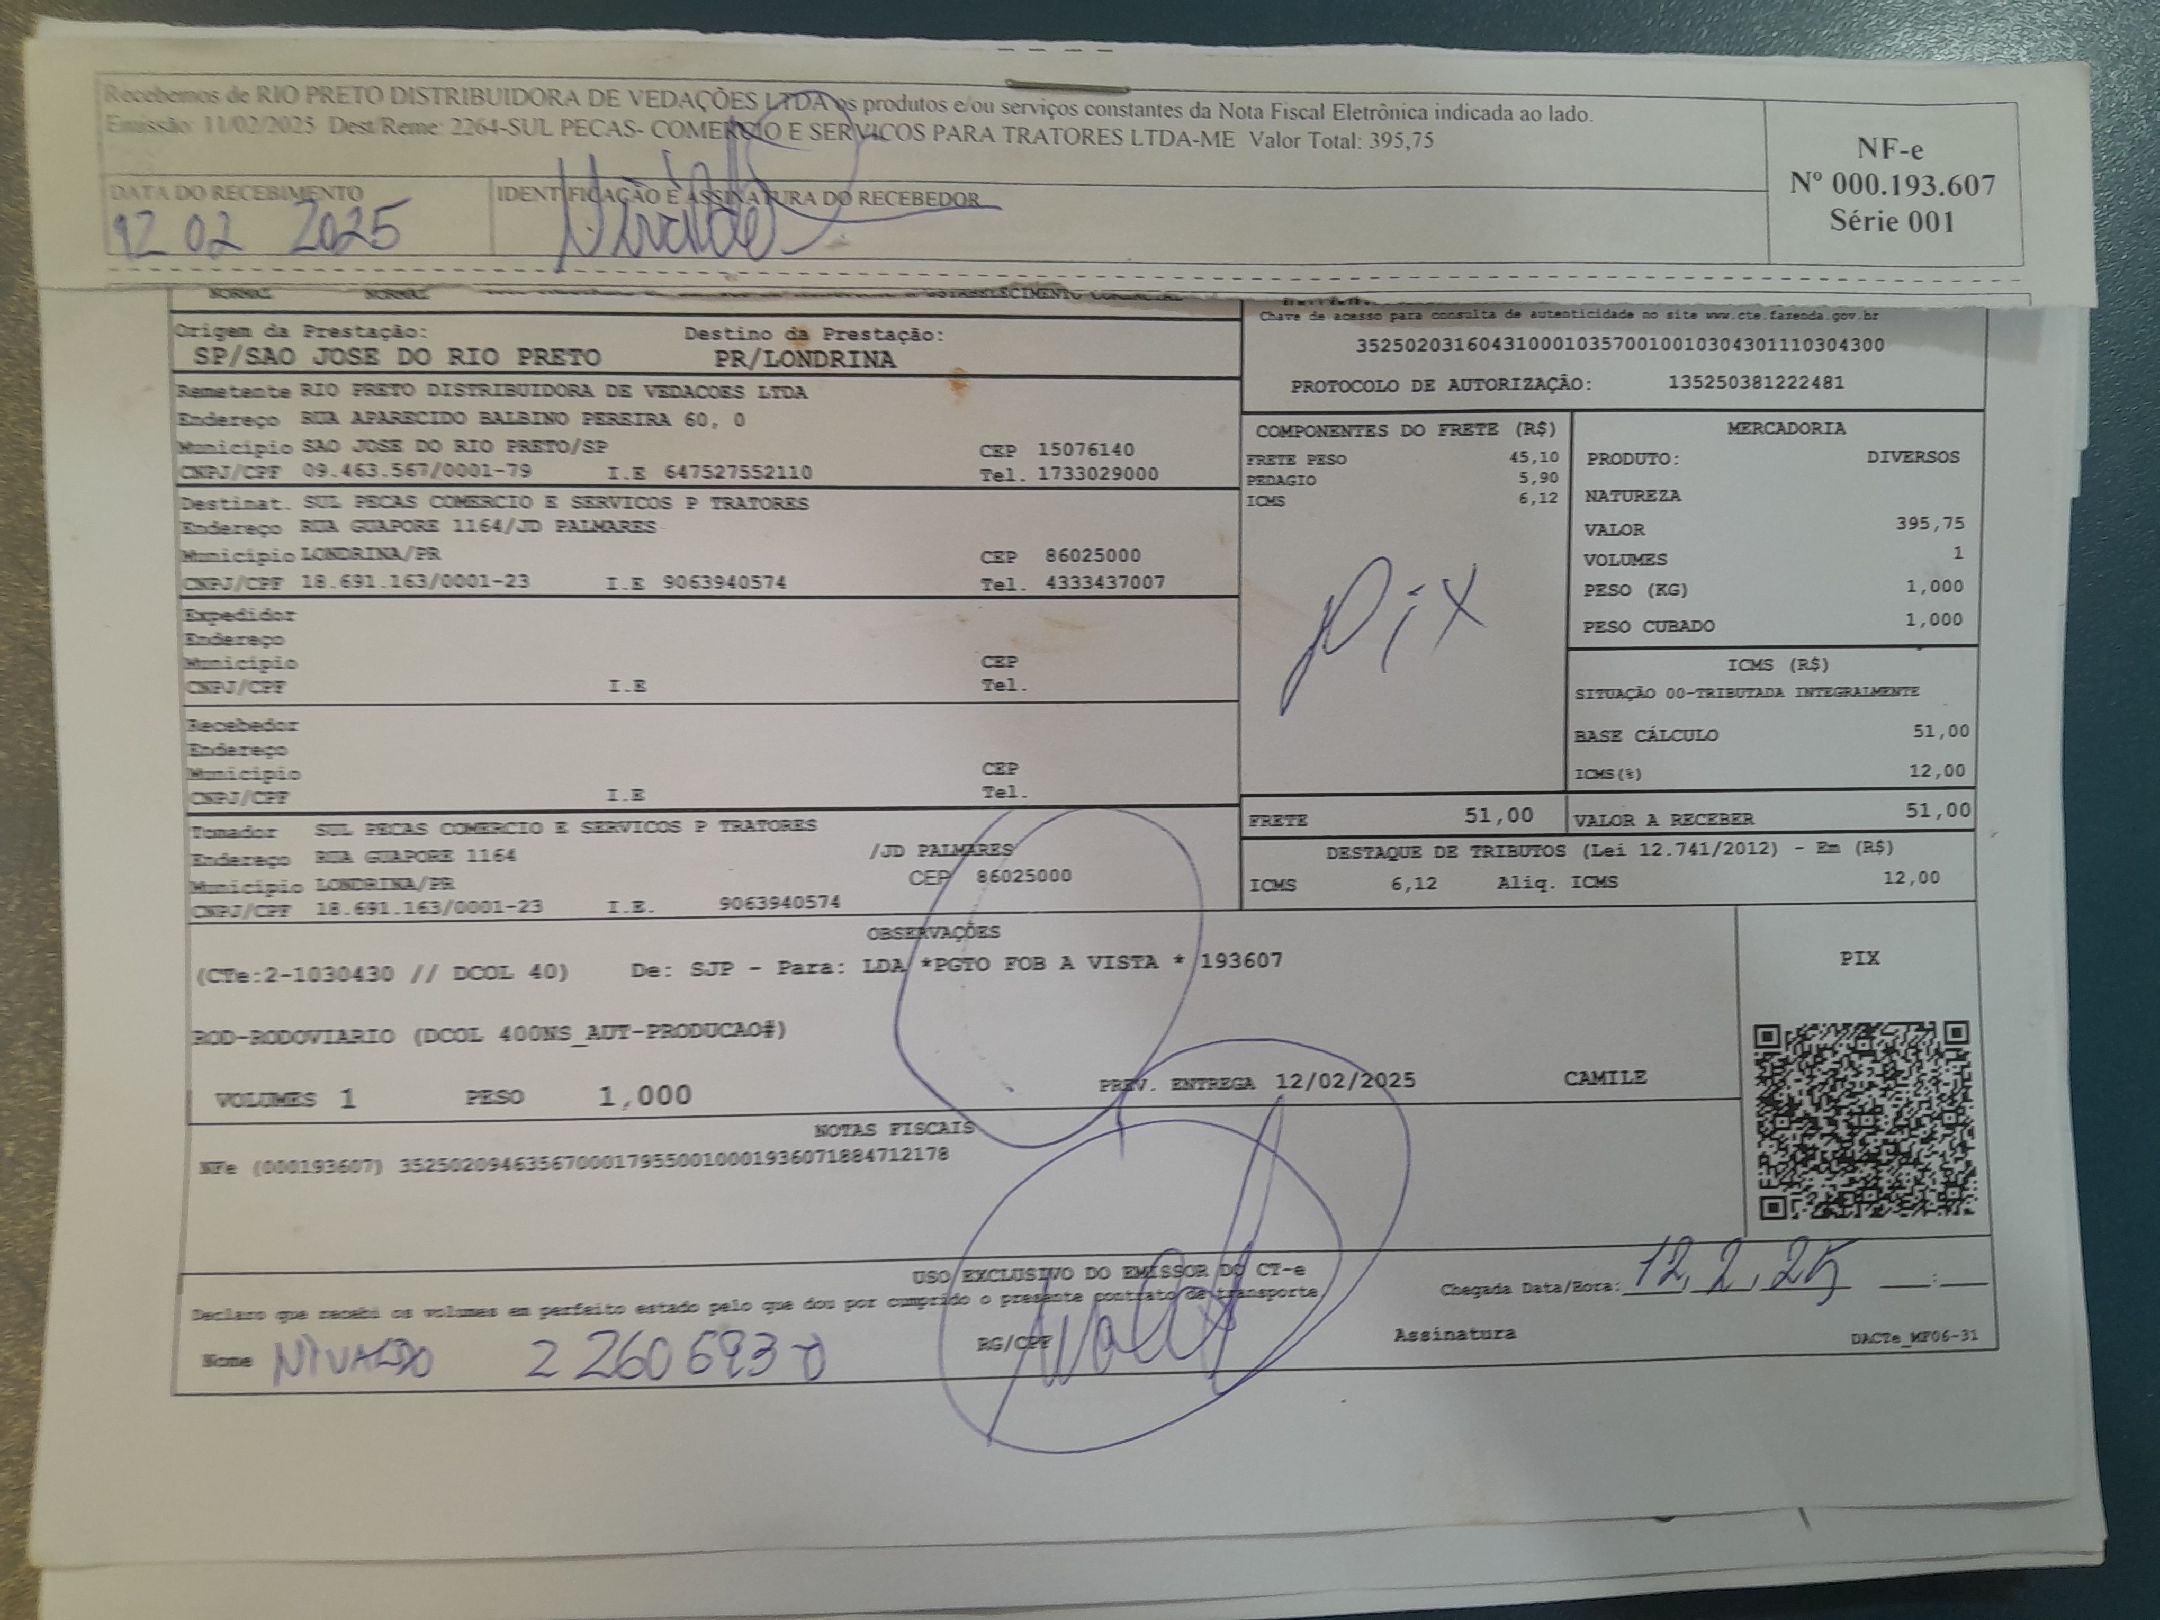 Recebemos de RIO PRETO DISTRIBUIDORA DE VEDAÇÕES LTDA os produtos e/ou serviços constantes da Nota Fiscal Eletrônica indicada ao lado.
Emissão: 11/02/2025 Dest/Reme: 2264-SUL PECAS- COMERCIO E SERVICOS PARA TRATORES LTDA-ME Valor Total: 395,75
NF-e
Nº 000.193.607
Série 001
DATA DO RECEBIMENTO
12 02 2025
IDENTIFICAÇÃO E ASSINATURA DO RECEBEDOR
Nivaldo
NORMAL NORMAL
Chave de acesso para consulta de autenticidade no site www.cte.fazenda.gov.br
35250203160431000103570010010304301110304300
PROTOCOLO DE AUTORIZAÇÃO: 135250381222481
Origem da Prestação: Destino da Prestação:
SP/SAO JOSE DO RIO PRETO PR/LONDRINA
Remetente RIO PRETO DISTRIBUIDORA DE VEDACOES LTDA
Endereço RUA APARECIDO BALBINO PEREIRA 60, 0
Município SAO JOSE DO RIO PRETO/SP CEP 15076140
CNPJ/CPF 09.463.567/0001-79 I.E 647527552110 Tel. 1733029000
Destinat. SUL PECAS COMERCIO E SERVICOS P TRATORES
Endereço RUA GUAPORE 1164/JD PALMARES
Município LONDRINA/PR CEP 86025000
CNPJ/CPF 18.691.163/0001-23 I.E 9063940574 Tel. 4333437007
Expedidor
Endereço
Município CEP
CNPJ/CPF I.E Tel.
Recebedor
Endereço
Município CEP
CNPJ/CPF I.E Tel.
Tomador SUL PECAS COMERCIO E SERVICOS P TRATORES
Endereço RUA GUAPORE 1164 /JD PALMARES
Município LONDRINA/PR CEP 86025000
CNPJ/CPF 18.691.163/0001-23 I.E. 9063940574
COMPONENTES DO FRETE (R$)
FRETE PESO 45,10
PEDAGIO 5,90
ICMS 6,12
Pix
MERCADORIA
PRODUTO: DIVERSOS
NATUREZA
VALOR 395,75
VOLUMES 1
PESO (KG) 1,000
PESO CUBADO 1,000
ICMS (R$)
SITUAÇÃO 00-TRIBUTADA INTEGRALMENTE
BASE CÁLCULO 51,00
ICMS(%) 12,00
FRETE 51,00 VALOR A RECEBER 51,00
DESTAQUE DE TRIBUTOS (Lei 12.741/2012) - Em (R$)
ICMS 6,12 Aliq. ICMS 12,00
OBSERVAÇÕES
(CTe:2-1030430 // DCOL 40) De: SJP - Para: LDA *PGTO FOB A VISTA * 193607
ROD-RODOVIARIO (DCOL 400NS_AUT-PRODUCAO#)
VOLUMES 1 PESO 1,000 PREV. ENTREGA 12/02/2025 CAMILE
PIX
NOTAS FISCAIS
NFe (000193607) 35250209463567000179550010001936071884712178
USO EXCLUSIVO DO EMISSOR DO CT-e
Declaro que recebi os volumes em perfeito estado pelo que dou por cumprido o presente contrato de transporte.
Chegada Data/Hora: 12, 2, 25 :
Nome NIVALDO 2 2606930 RG/CPF Assinatura DACTe_MF06-31